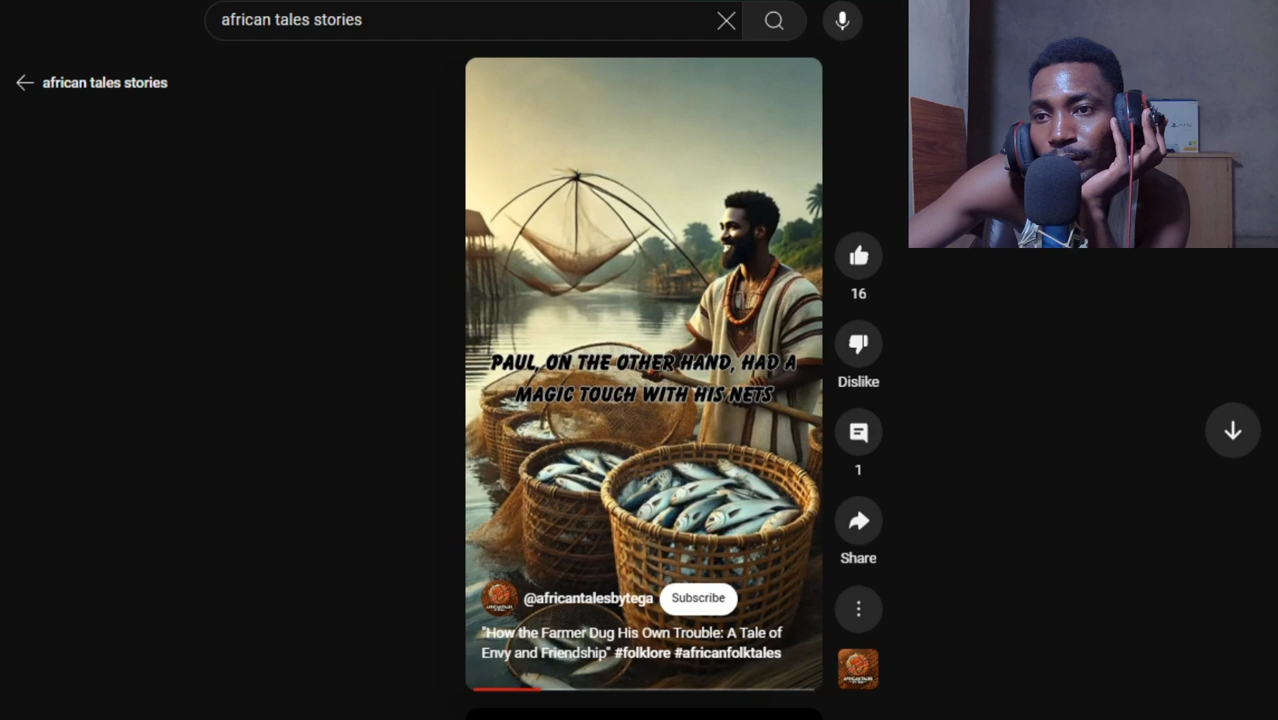 african tales stories
african tales stories
PAUL, ON THE OTHER HAND, HAD A
MAGIC TOUCH WITH HIS NETS
16
Dislike
1
Share
@africantalesbytega Subscribe
"How the Farmer Dug His Own Trouble: A Tale of
Envy and Friendship" #folklore #africanfolktales